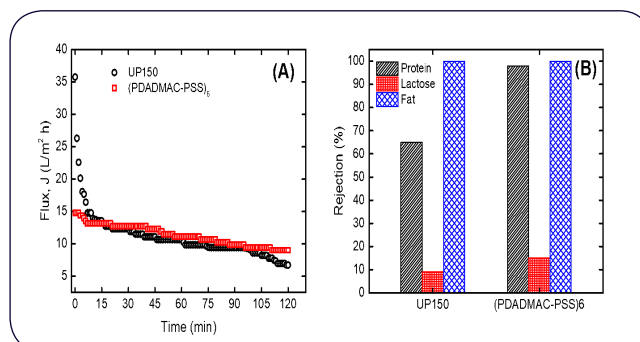 40
35
30
25
20
15
10
5
Flux, J (L/m² h)
UP150
(PDADMAC-PSS)₆
(A)
0 15 30 45 60 75 90 105 120
Time (min)
100
90
80
70
60
50
40
30
20
10
0
Rejection (%)
Protein
Lactose
Fat
(B)
UP150 (PDADMAC-PSS)6